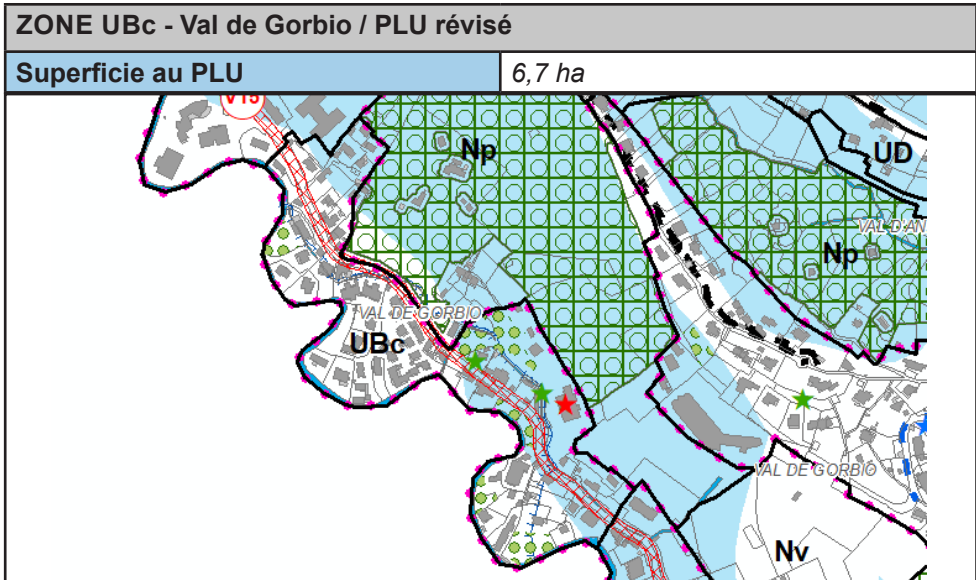 ZONE UBc - Val de Gorbio / PLU révisé
Superficie au PLU 6,7 ha
V15
Np
UD
VAL D'AN
Np
VAL DE GORBIO
UBc
VAL DE GORBIO
Nv